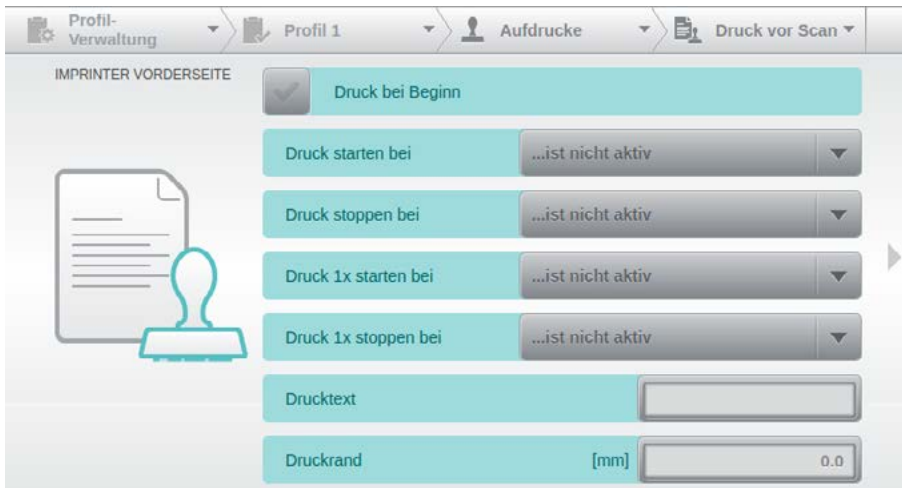 Profil-
Verwaltung
Profil 1
Aufdrucke
Druck vor Scan
IMPRINTER VORDERSEITE
Druck bei Beginn
Druck starten bei
...ist nicht aktiv
Druck stoppen bei
...ist nicht aktiv
Druck 1x starten bei
...ist nicht aktiv
Druck 1x stoppen bei
...ist nicht aktiv
Drucktext
Druckrand [mm] 0.0